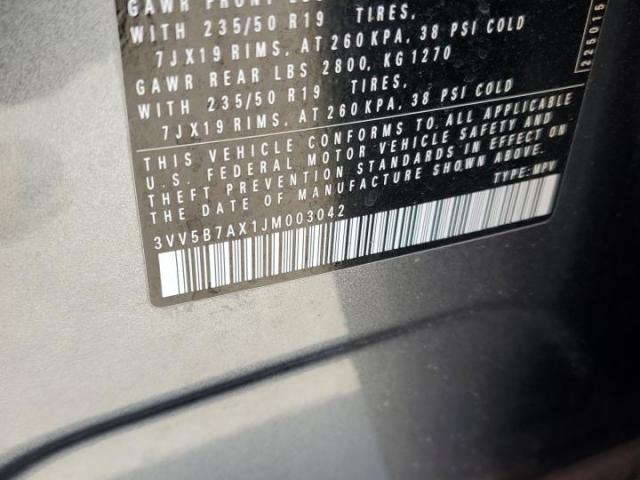 GAWR FRONT
WITH 235/50 R19 TIRES,
7JX19 RIMS, AT 260KPA, 38 PSI COLD
GAWR REAR LBS 2800, KG1270
WITH 235/50 R19 TIRES,
7JX19 RIMS, AT 260KPA, 38 PSI COLD
THIS VEHICLE CONFORMS TO ALL APPLICABLE
U.S. FEDERAL MOTOR VEHICLE SAFETY AND
THEFT PREVENTION STANDARDS IN EFFECT ON
THE DATE OF MANUFACTURE SHOWN ABOVE.
TYPE:MPV
3VV5B7AX1JM003042